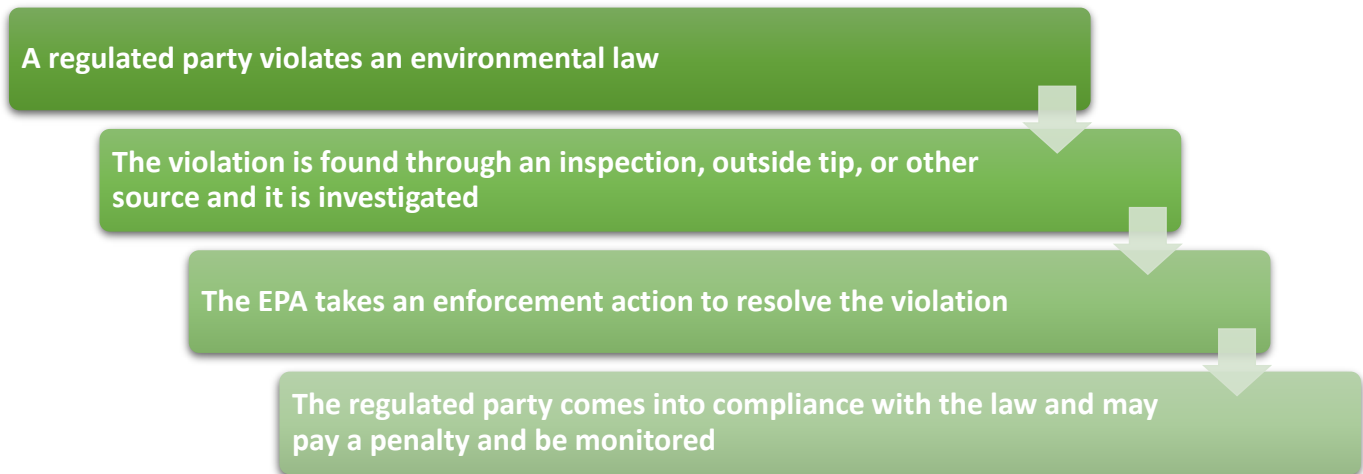 A regulated party violates an environmental law
The violation is found through an inspection, outside tip, or other
source and it is investigated
The EPA takes an enforcement action to resolve the violation
The regulated party comes into compliance with the law and may
pay a penalty and be monitored